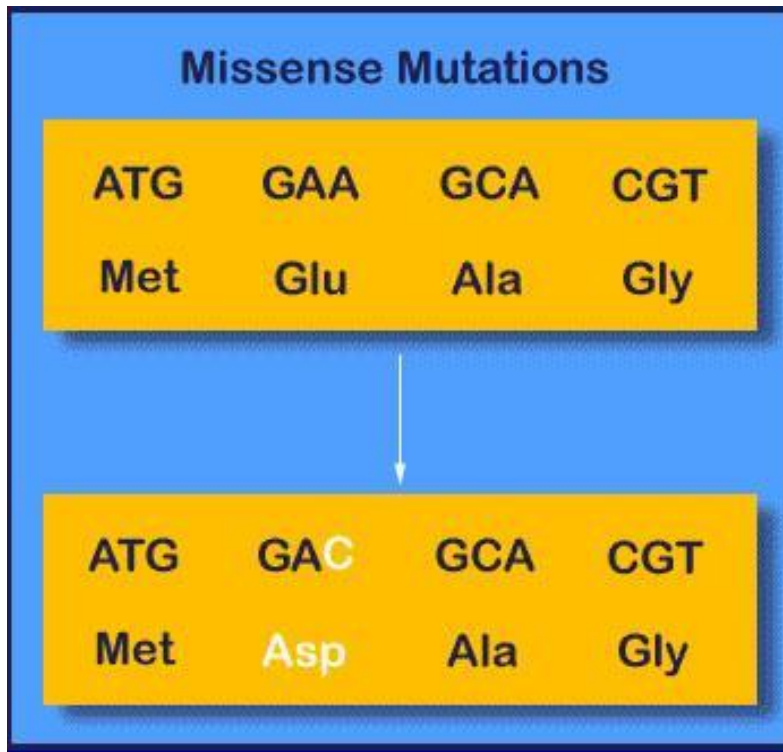 Missense Mutations
ATG GAA GCA CGT
Met Glu Ala Gly
ATG GAC GCA CGT
Met Asp Ala Gly